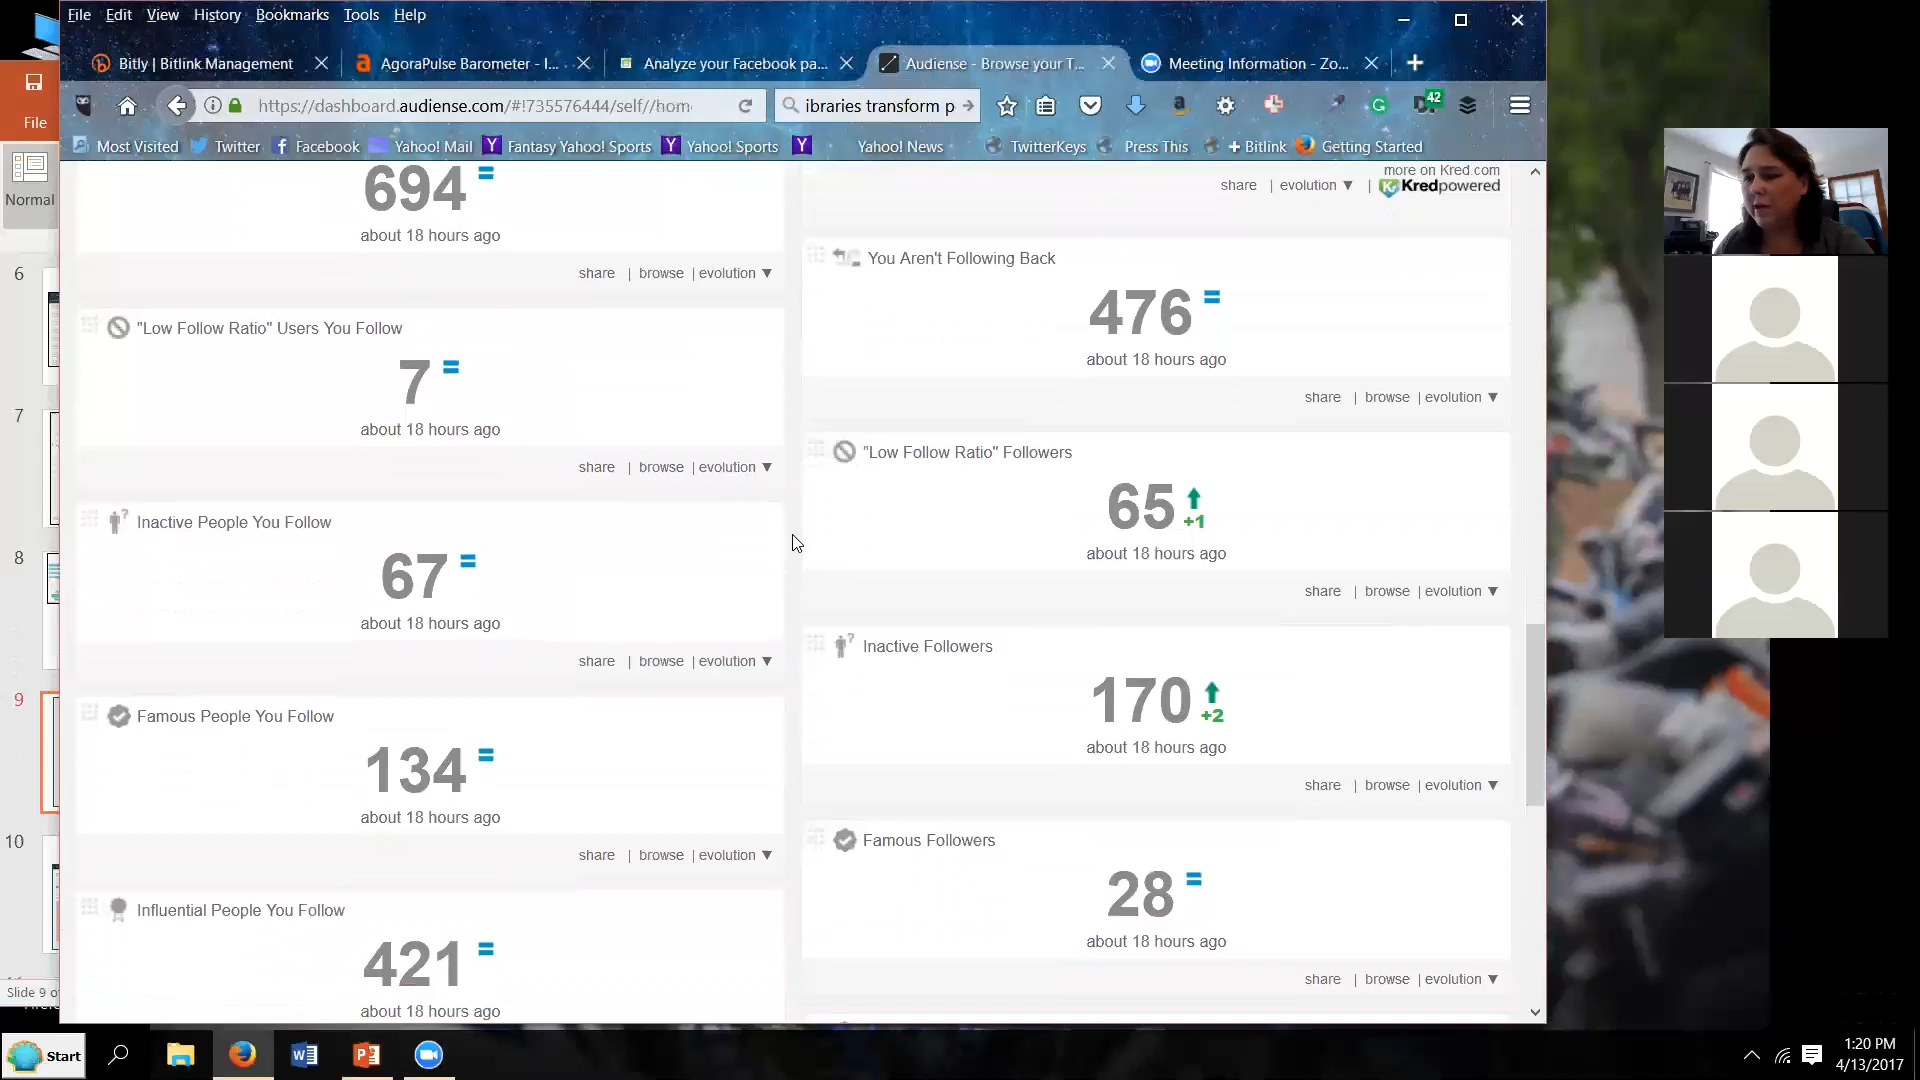 File Edit View History Bookmarks Tools Help
Bitly | Bitlink Management
AgoraPulse Barometer - I...
Analyze your Facebook pa...
Audiense - Browse your T...
Meeting Information - Zo...
https://dashboard.audiense.com/#!735576444/self//hom
ibraries transform p
42
Most Visited Twitter Facebook Yahoo! Mail Fantasy Yahoo! Sports Yahoo! Sports Yahoo! News TwitterKeys Press This + Bitlink Getting Started
File
Normal
6
7
8
9
10
Slide 9 o
694
about 18 hours ago
share | browse | evolution ▼
"Low Follow Ratio" Users You Follow
7
about 18 hours ago
share | browse | evolution ▼
Inactive People You Follow
67
about 18 hours ago
share | browse | evolution ▼
Famous People You Follow
134
about 18 hours ago
share | browse | evolution ▼
Influential People You Follow
421
about 18 hours ago
more on Kred.com
share | evolution ▼ | Kredpowered
You Aren't Following Back
476
about 18 hours ago
share | browse | evolution ▼
"Low Follow Ratio" Followers
65
+1
about 18 hours ago
share | browse | evolution ▼
Inactive Followers
170
+2
about 18 hours ago
share | browse | evolution ▼
Famous Followers
28
about 18 hours ago
share | browse | evolution ▼
Start
1:20 PM
4/13/2017